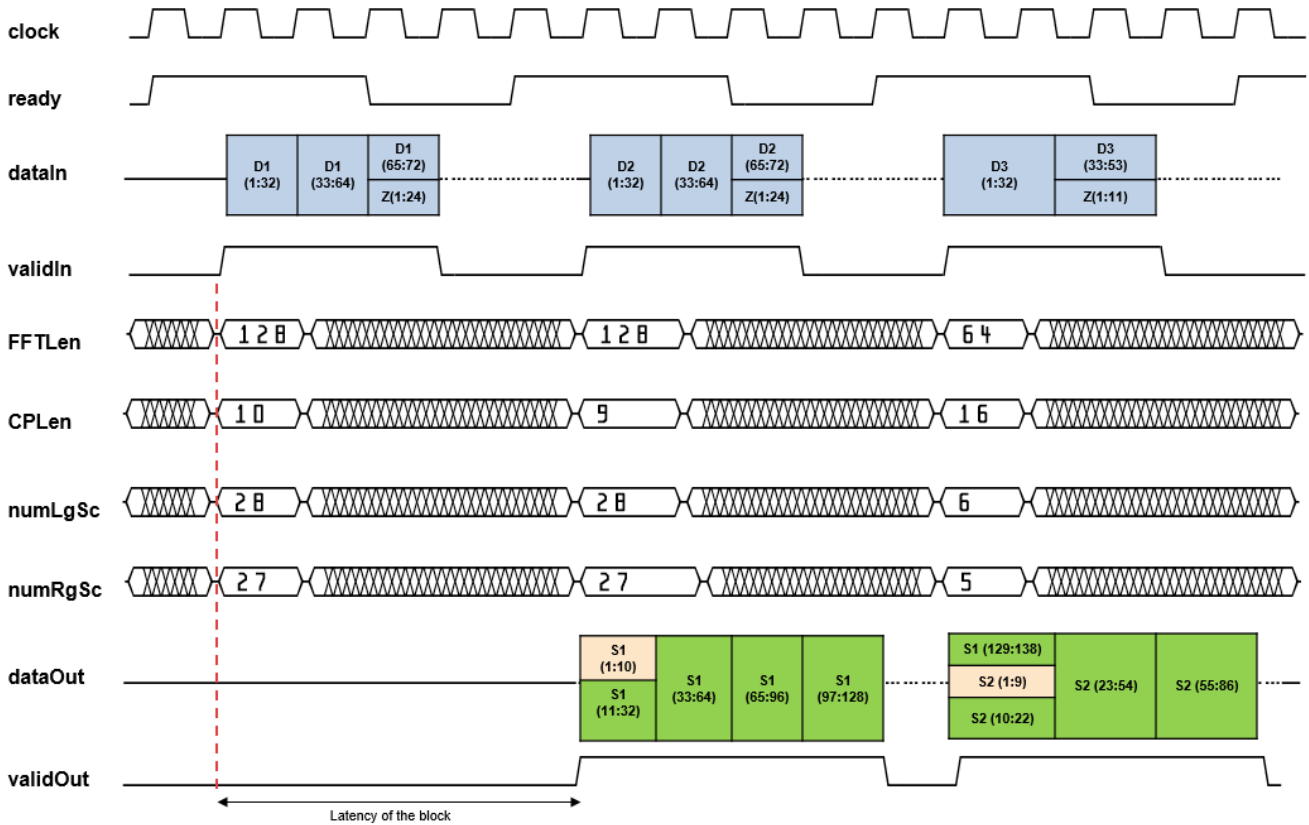 clock
ready
dataIn
D1
(1:32)
D1
(33:64)
D1
(65:72)
Z(1:24)
D2
(1:32)
D2
(33:64)
D2
(65:72)
Z(1:24)
D3
(1:32)
D3
(33:53)
Z(1:11)
validIn
FFTLen
128
128
64
CPLen
10
9
16
numLgSc
28
28
6
numRgSc
27
27
5
dataOut
S1
(1:10)
S1
(11:32)
S1
(33:64)
S1
(65:96)
S1
(97:128)
S1 (129:138)
S2 (1:9)
S2 (10:22)
S2 (23:54)
S2 (55:86)
validOut
Latency of the block